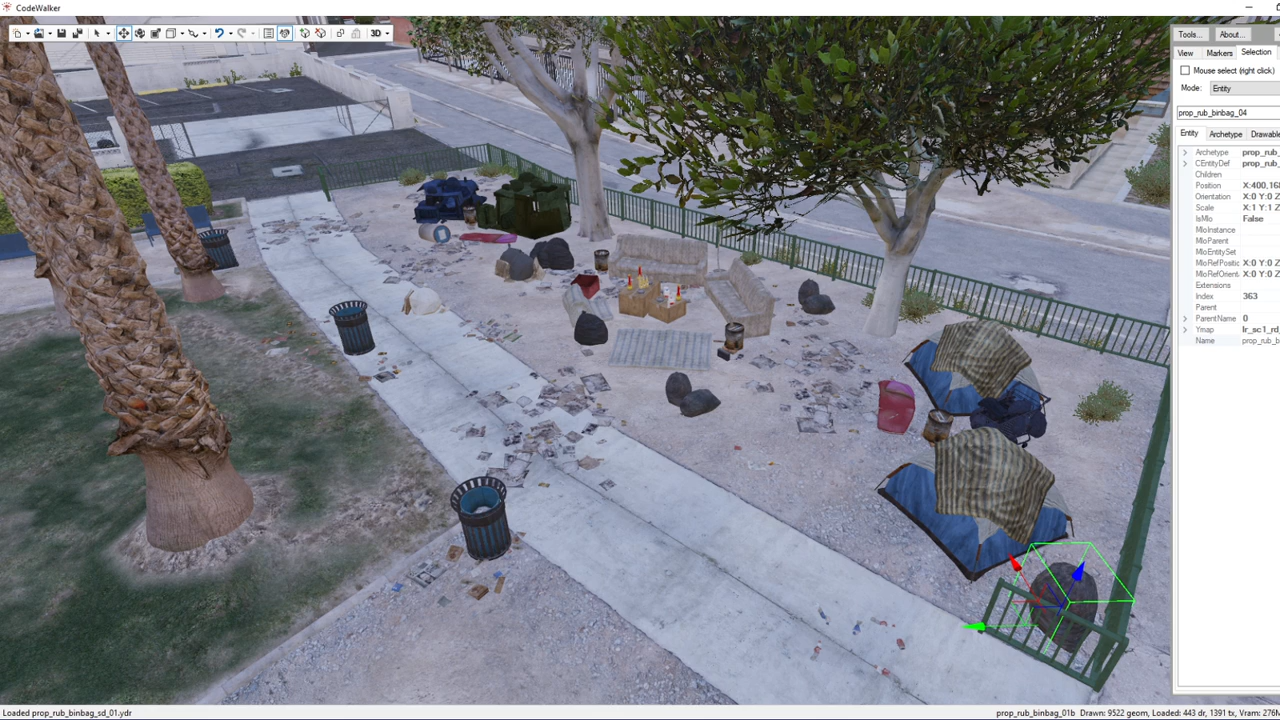 CodeWalker
3D
Tools...
About...
View
Markers
Selection
Mouse select (right click)
Mode:
Entity
prop_rub_binbag_04
Entity
Archetype
Drawable
Archetype prop_rub_
CEntityDef prop_rub_
Children
Position X:400,16
Orientation X:0 Y:0 Z
Scale X:1 Y:1 Z
IsMlo False
MloInstance
MloParent
MloEntitySet
MloRefPositic X:0 Y:0 Z
MloRefOrient X:0 Y:0 Z
Extensions
Index 363
Parent
ParentName 0
Ymap lr_sc1_rd_
Name prop_rub_b
Loaded prop_rub_binbag_sd_01.ydr
prop_rub_binbag_01b Drawn: 9522 geom, Loaded: 443 dr, 1391 tx, Vram: 276M